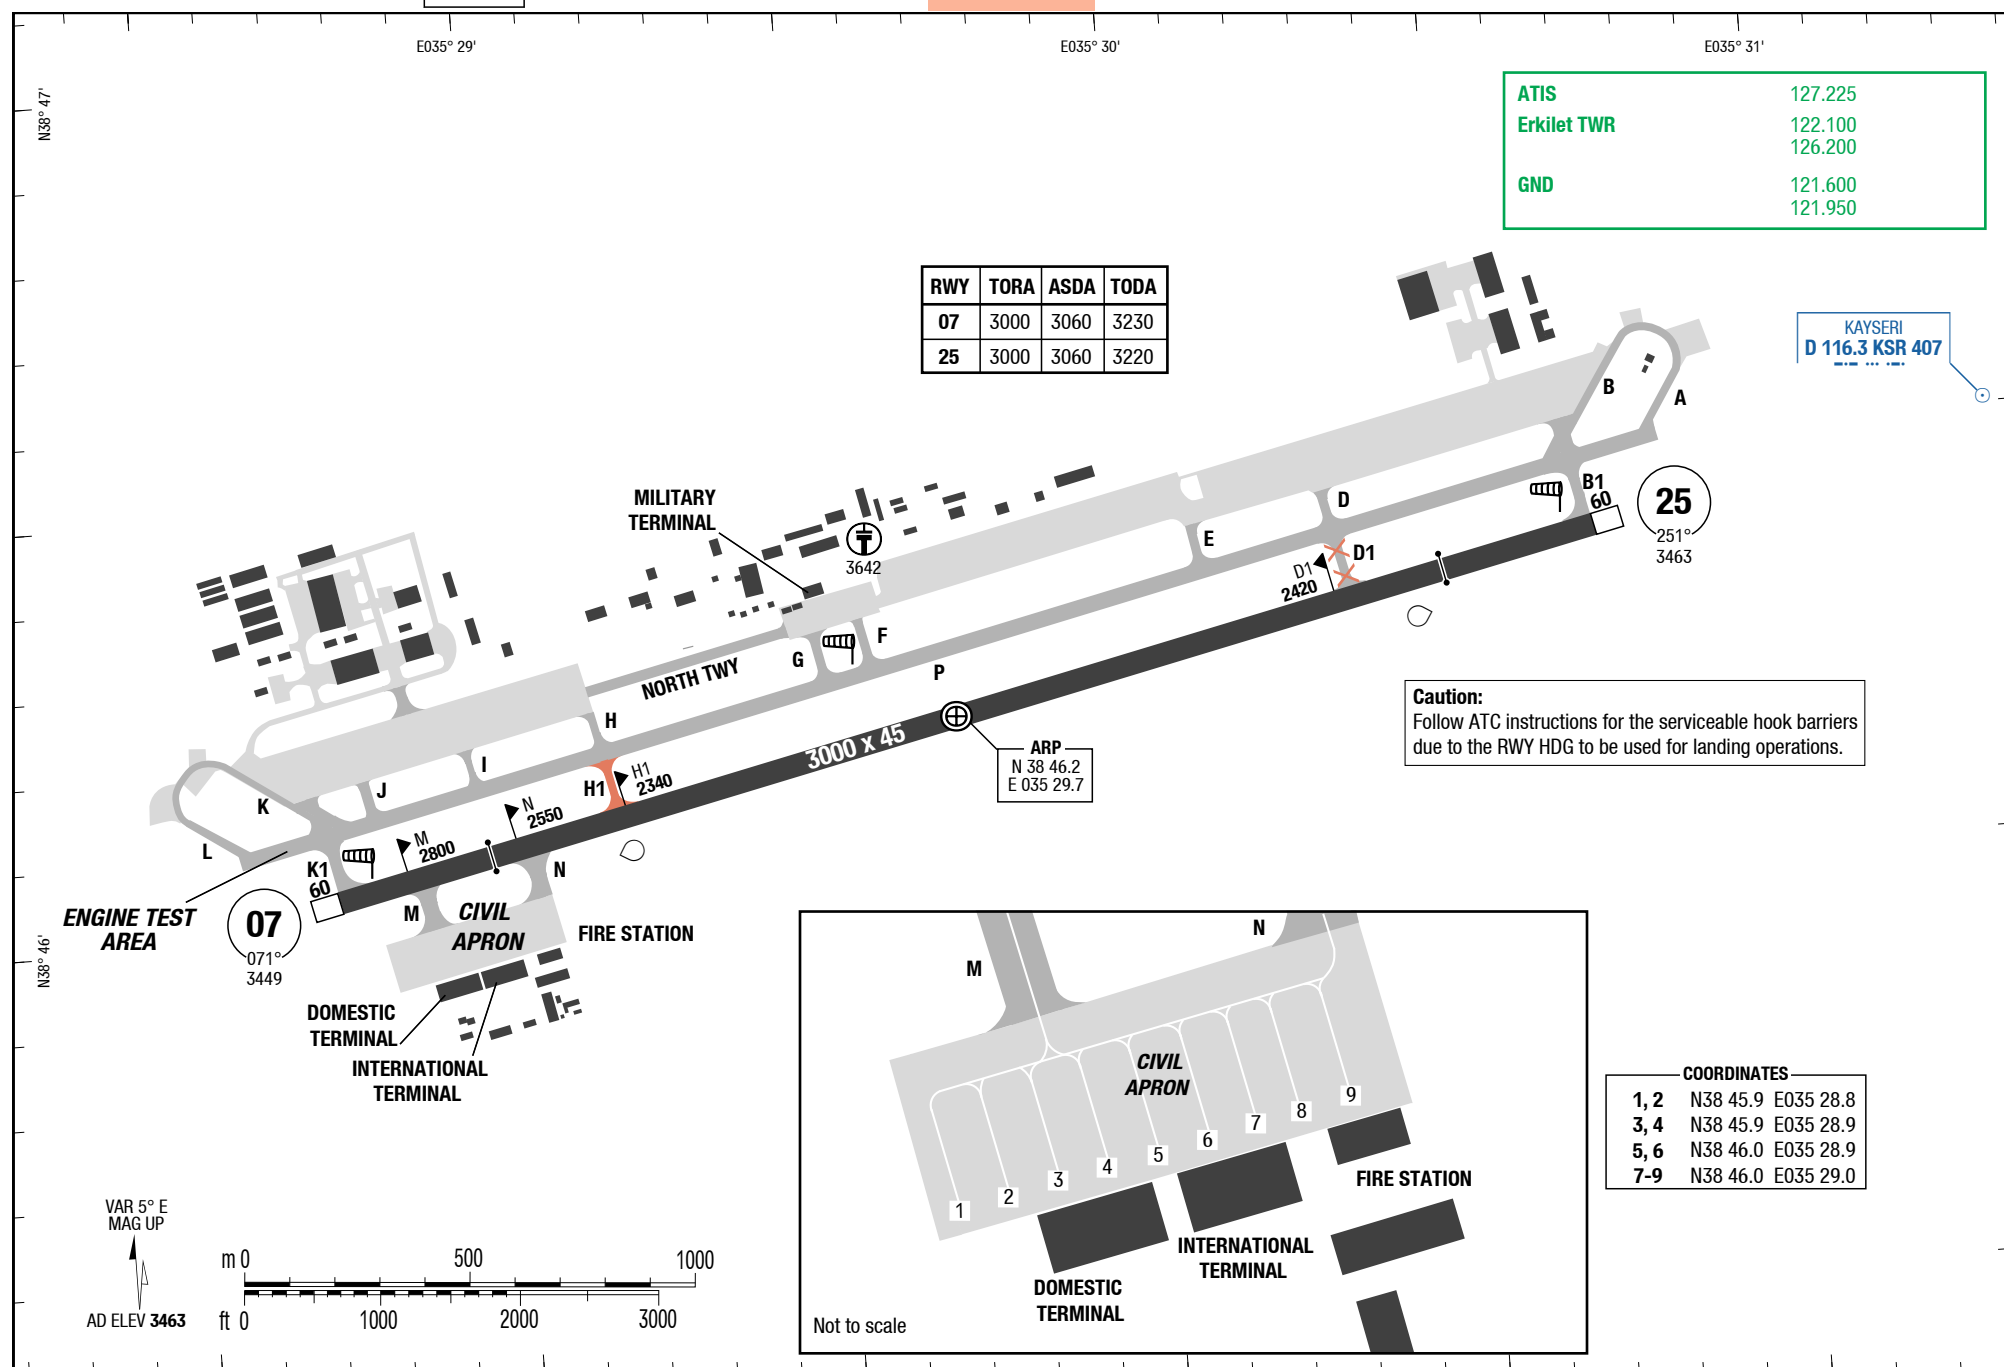 E035° 29'
E035° 30'
E035° 31'
N38° 47'
ATIS 127.225
Erkilet TWR 122.100
126.200
GND 121.600
121.950
RWY TORA ASDA TODA
07 3000 3060 3230
25 3000 3060 3220
KAYSERI
D 116.3 KSR 407
B
A
MILITARY
TERMINAL
3642
D
E
B1
60
25
251°
3463
D1
D1
2420
F
G
P
NORTH TWY
H
3000 x 45
ARP
N 38 46.2
E 035 29.7
Caution:
Follow ATC instructions for the serviceable hook barriers
due to the RWY HDG to be used for landing operations.
I
J
K
L
H1
H1
2340
N
2550
M
2800
K1
60
07
071°
3449
ENGINE TEST
AREA
M
N
CIVIL
APRON
FIRE STATION
N38° 46'
DOMESTIC
TERMINAL
INTERNATIONAL
TERMINAL
M
N
CIVIL
APRON
1
2
3
4
5
6
7
8
9
FIRE STATION
INTERNATIONAL
TERMINAL
DOMESTIC
TERMINAL
Not to scale
COORDINATES
1, 2 N38 45.9 E035 28.8
3, 4 N38 45.9 E035 28.9
5, 6 N38 46.0 E035 28.9
7-9 N38 46.0 E035 29.0
VAR 5° E
MAG UP
AD ELEV 3463
m 0 500 1000
ft 0 1000 2000 3000